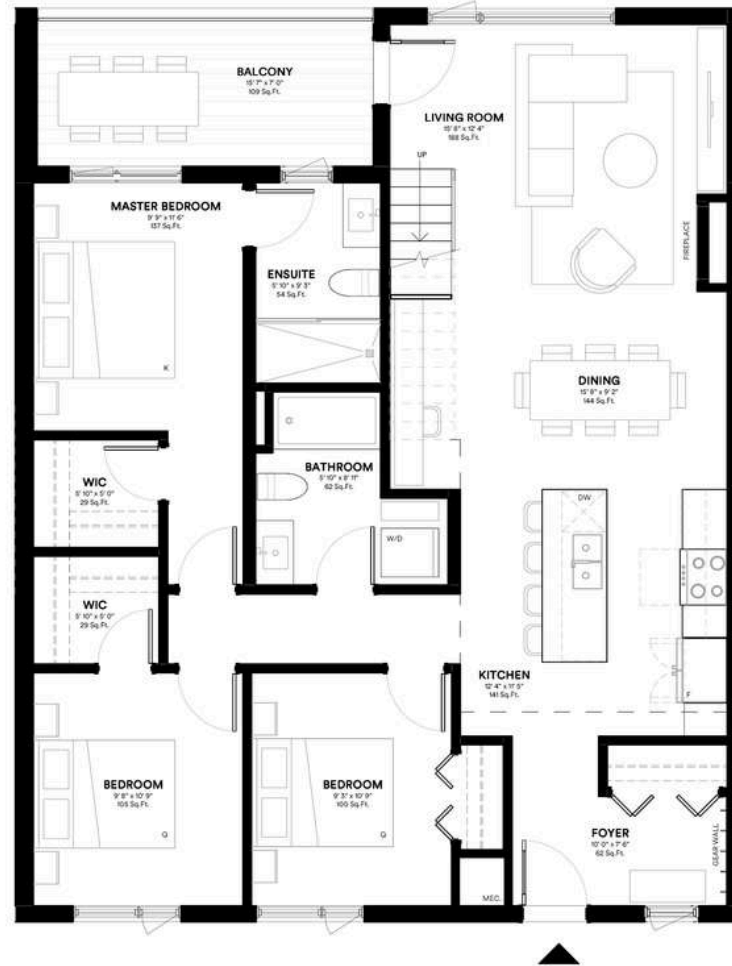 BALCONY
15' 7" x 7' 0"
109 Sq.Ft.
LIVING ROOM
15' 8" x 12' 4"
188 Sq.Ft.
UP
MASTER BEDROOM
9' 9" x 11' 6"
137 Sq.Ft.
ENSUITE
5' 10" x 9' 3"
54 Sq.Ft.
FIREPLACE
K
DINING
15' 8" x 9' 2"
144 Sq.Ft.
WIC
5' 10" x 5' 0"
29 Sq.Ft.
BATHROOM
5' 10" x 8' 11"
62 Sq.Ft.
W/D
DW
WIC
5' 10" x 5' 0"
29 Sq.Ft.
KITCHEN
12' 4" x 11' 5"
141 Sq.Ft.
F
BEDROOM
9' 8" x 10' 9"
105 Sq.Ft.
Q
BEDROOM
9' 3" x 10' 9"
100 Sq.Ft.
Q
FOYER
10' 0" x 7' 6"
62 Sq.Ft.
GEAR WALL
MEC.